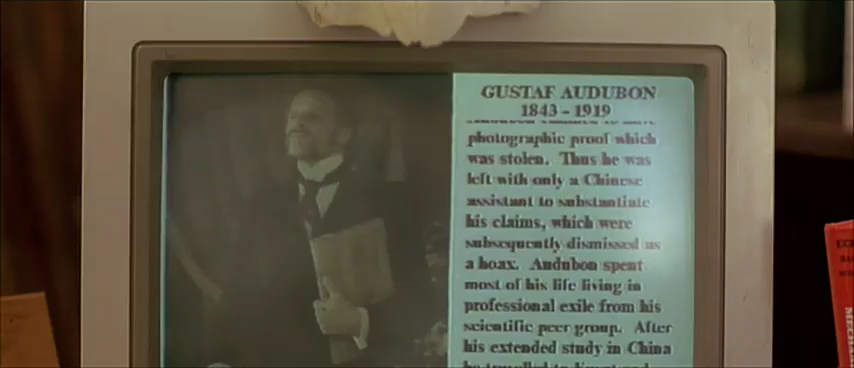 GUSTAF AUDUBON
1843 - 1919
photographic proof which
was stolen. Thus he was
left with only a Chinese
assistant to substantiate
his claims, which were
subsequently dismissed as
a hoax. Audubon spent
most of his life living in
professional exile from his
scientific peer group. After
his extended study in China